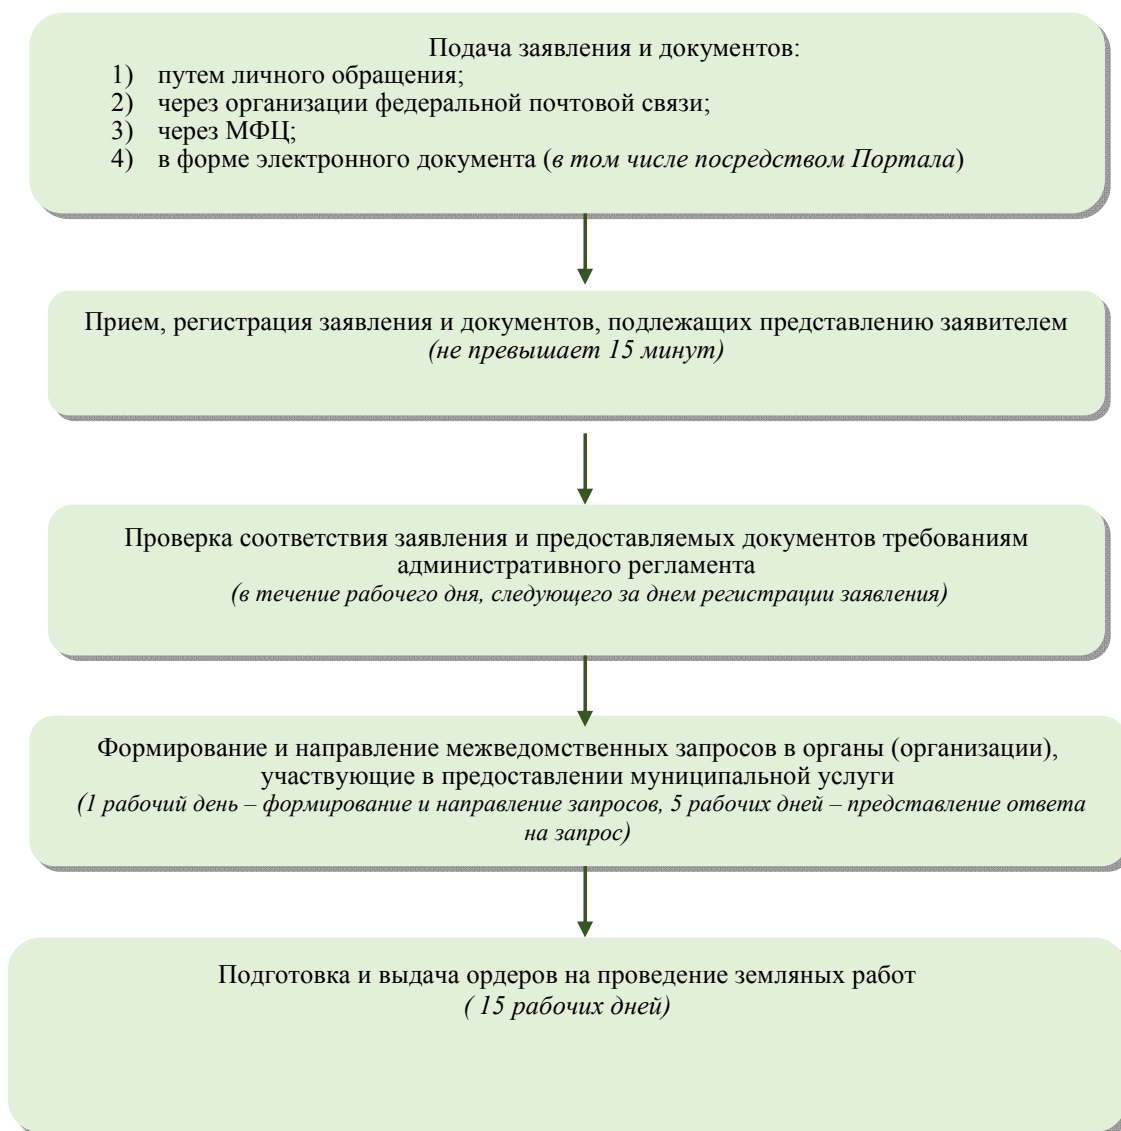 Подача заявления и документов:
1) путем личного обращения;
2) через организации федеральной почтовой связи;
3) через МФЦ;
4) в форме электронного документа (в том числе посредством Портала)
Прием, регистрация заявления и документов, подлежащих представлению заявителем
(не превышает 15 минут)
Проверка соответствия заявления и предоставляемых документов требованиям
административного регламента
(в течение рабочего дня, следующего за днем регистрации заявления)
Формирование и направление межведомственных запросов в органы (организации),
участвующие в предоставлении муниципальной услуги
(1 рабочий день – формирование и направление запросов, 5 рабочих дней – представление ответа
на запрос)
Подготовка и выдача ордеров на проведение земляных работ
( 15 рабочих дней)